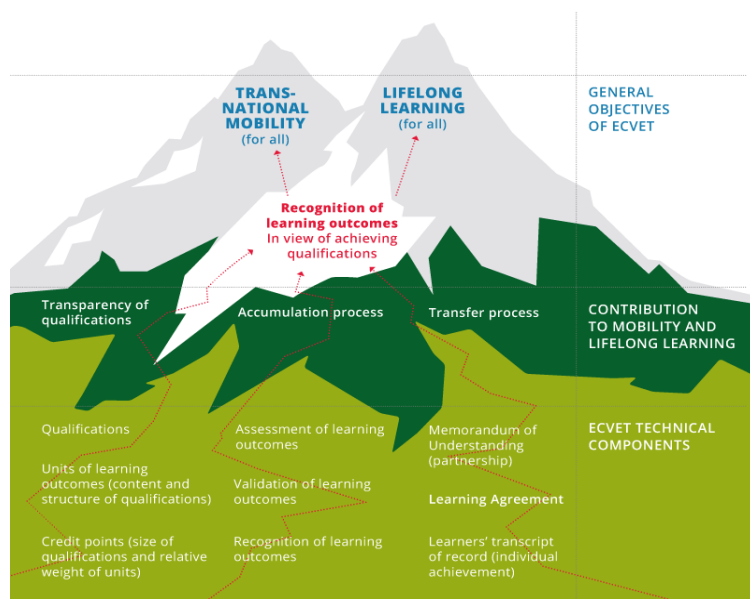 TRANS-
NATIONAL
MOBILITY
(for all)
LIFELONG
LEARNING
(for all)
GENERAL
OBJECTIVES
OF ECVET
Recognition of
learning outcomes
In view of achieving
qualifications
Transparency of
qualifications
Accumulation process
Transfer process
CONTRIBUTION
TO MOBILITY AND
LIFELONG LEARNING
Qualifications
Units of learning
outcomes (content and
structure of qualifications)
Credit points (size of
qualifications and relative
weight of units)
Assessment of learning
outcomes
Validation of learning
outcomes
Recognition of learning
outcomes
Memorandum of
Understanding
(partnership)
Learning Agreement
Learners’ transcript
of record (individual
achievement)
ECVET TECHNICAL
COMPONENTS